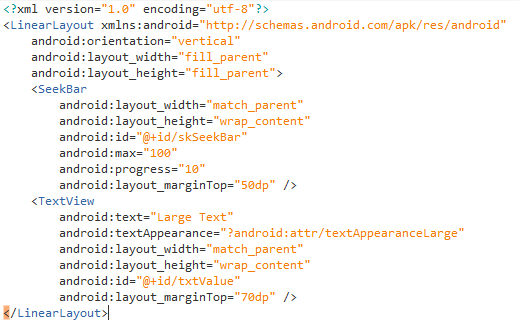 <?xml version="1.0" encoding="utf-8"?>
<LinearLayout xmlns:android="http://schemas.android.com/apk/res/android"
    android:orientation="vertical"
    android:layout_width="fill_parent"
    android:layout_height="fill_parent">
    <SeekBar
        android:layout_width="match_parent"
        android:layout_height="wrap_content"
        android:id="@+id/skSeekBar"
        android:max="100"
        android:progress="10"
        android:layout_marginTop="50dp" />
    <TextView
        android:text="Large Text"
        android:textAppearance="?android:attr/textAppearanceLarge"
        android:layout_width="match_parent"
        android:layout_height="wrap_content"
        android:id="@+id/txtValue"
        android:layout_marginTop="70dp" />
</LinearLayout>